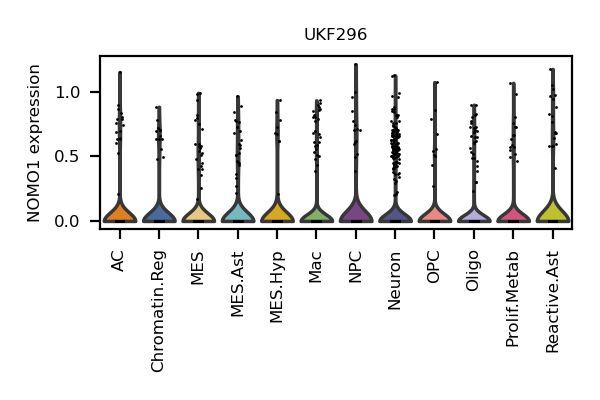 UKF296
NOMO1 expression
1.0
0.5
0.0
AC
Chromatin.Reg
MES
MES.Ast
MES.Hyp
Mac
NPC
Neuron
OPC
Oligo
Prolif.Metab
Reactive.Ast